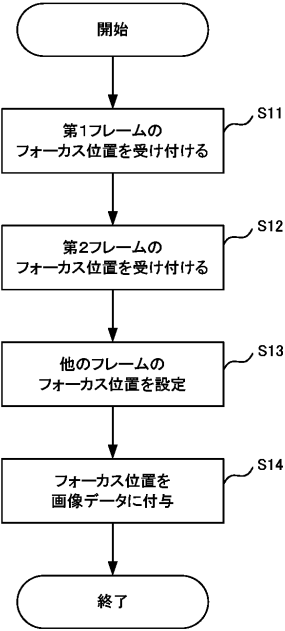 開始
S11
第1フレームの
フォーカス位置を受け付ける
S12
第2フレームの
フォーカス位置を受け付ける
S13
他のフレームの
フォーカス位置を設定
S14
フォーカス位置を
画像データに付与
終了